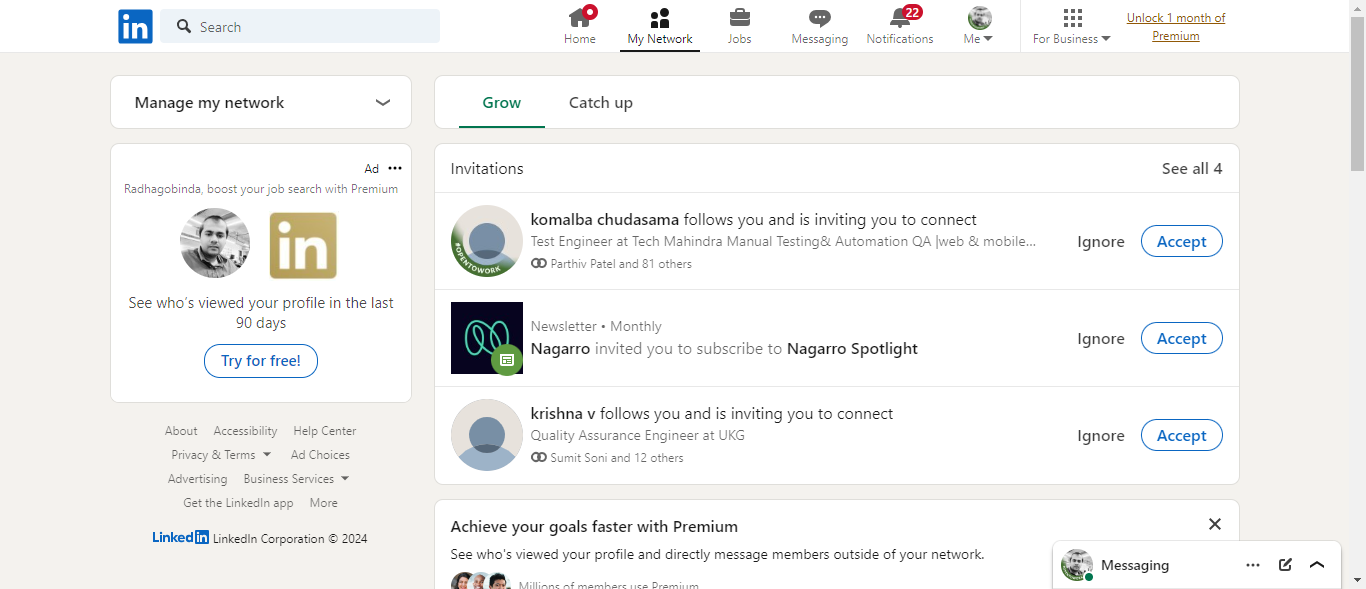 in
Search
Home
My Network
Jobs
Messaging
22
Notifications
Me
For Business
Unlock 1 month of
Premium
Manage my network
Ad
Radhagobinda, boost your job search with Premium
in
See who's viewed your profile in the last
90 days
Try for free!
About Accessibility Help Center
Privacy & Terms Ad Choices
Advertising Business Services
Get the LinkedIn app More
LinkedIn LinkedIn Corporation © 2024
Grow Catch up
Invitations See all 4
#OPENTOWORK
komalba chudasama follows you and is inviting you to connect
Test Engineer at Tech Mahindra Manual Testing& Automation QA |web & mobile...
Parthiv Patel and 81 others
Ignore Accept
Newsletter • Monthly
Nagarro invited you to subscribe to Nagarro Spotlight
Ignore Accept
krishna v follows you and is inviting you to connect
Quality Assurance Engineer at UKG
Sumit Soni and 12 others
Ignore Accept
Achieve your goals faster with Premium
See who's viewed your profile and directly message members outside of your network.
Millions of members use Premium
Messaging